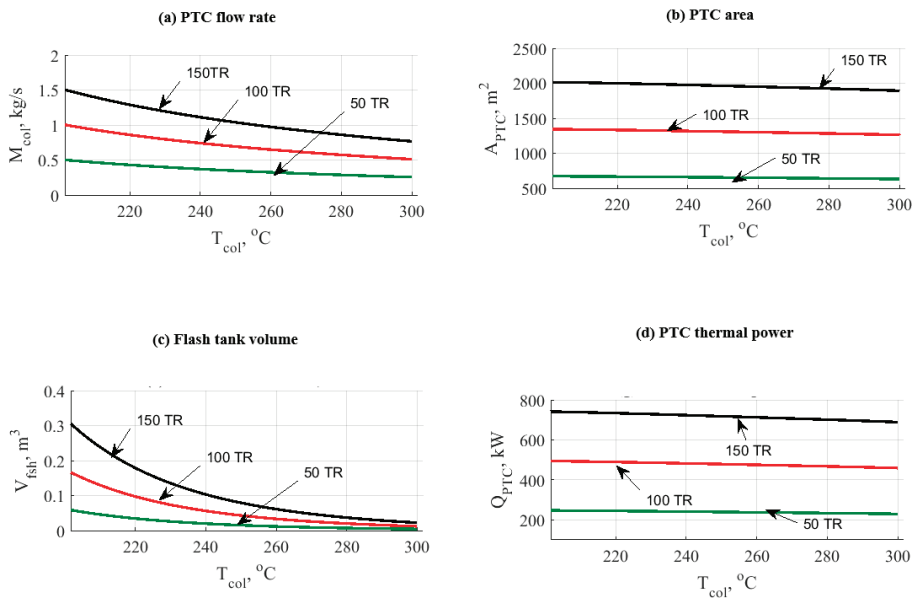 (a) PTC flow rate
2
1.5
1
0.5
0
M_col, kg/s
150TR
100 TR
50 TR
220 240 260 280 300
T_col, °C
(b) PTC area
2500
2000
1500
1000
500
A_PTC, m²
150 TR
100 TR
50 TR
220 240 260 280 300
T_col, °C
(c) Flash tank volume
0.4
0.3
0.2
0.1
0
V_fsh, m³
150 TR
100 TR
50 TR
220 240 260 280 300
T_col, °C
(d) PTC thermal power
800
600
400
200
Q_PTC, kW
150 TR
100 TR
50 TR
220 240 260 280 300
T_col, °C